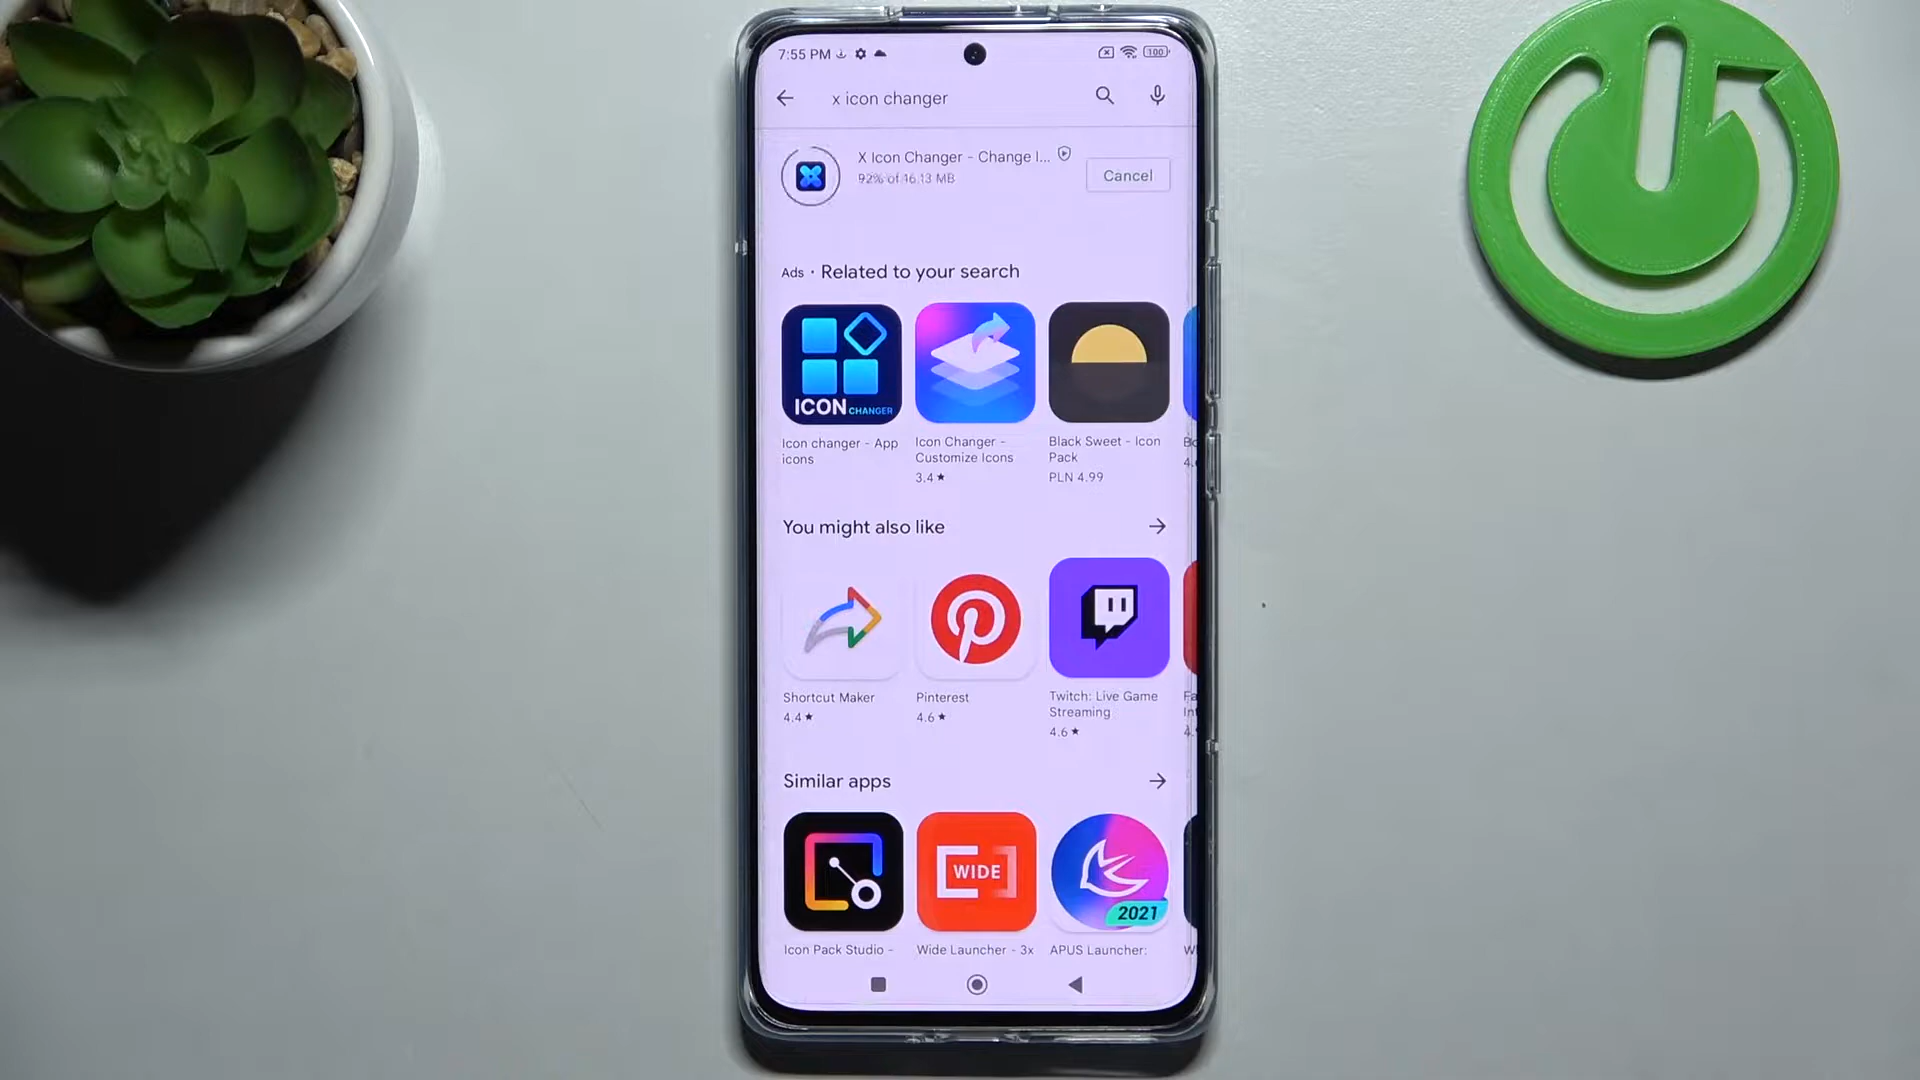 7:55 PM
100
x icon changer
X Icon Changer - Change I...
92% of 16.13 MB
Cancel
Ads · Related to your search
ICON CHANGER
Icon changer - App
icons
Icon Changer -
Customize Icons
3.4 ★
Black Sweet - Icon
Pack
PLN 4.99
You might also like
Shortcut Maker
4.4 ★
Pinterest
4.6 ★
Twitch: Live Game
Streaming
4.6 ★
Similar apps
WIDE
2021
Icon Pack Studio -
Wide Launcher - 3x
APUS Launcher: